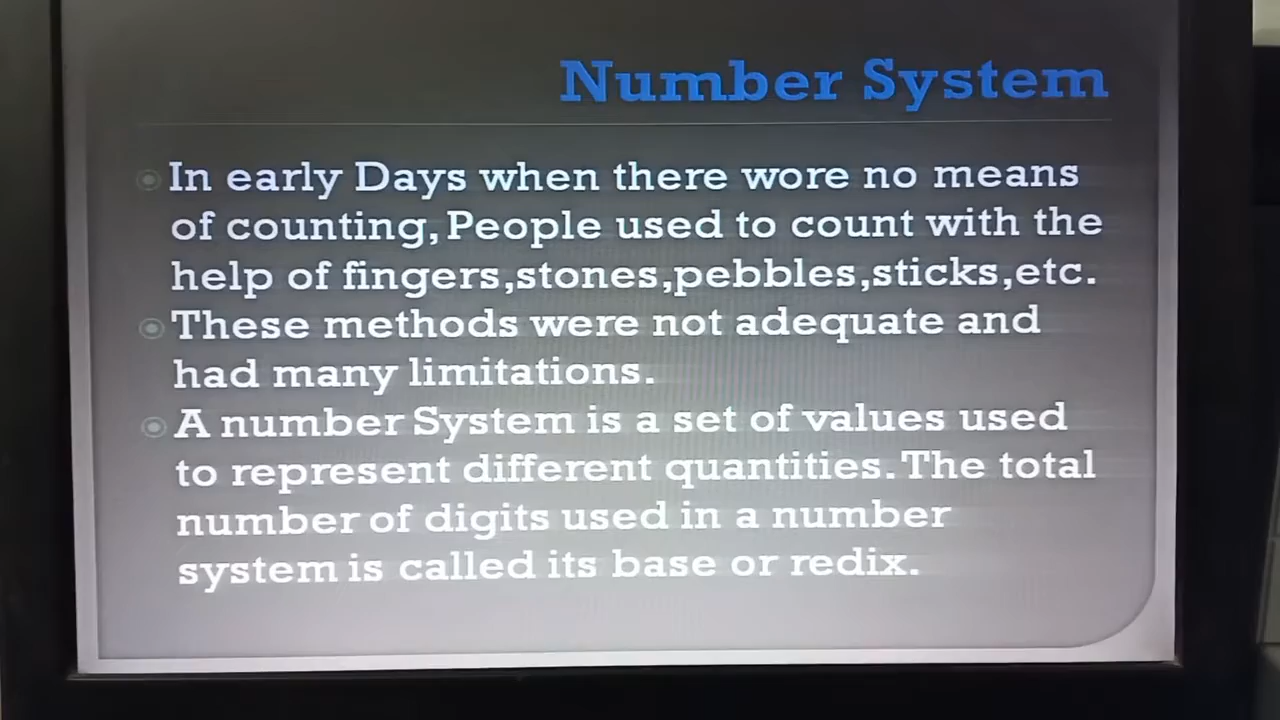 Number System
In early Days when there wore no means
of counting, People used to count with the
help of fingers,stones,pebbles,sticks,etc.
These methods were not adequate and
had many limitations.
A number System is a set of values used
to represent different quantities. The total
number of digits used in a number
system is called its base or redix.